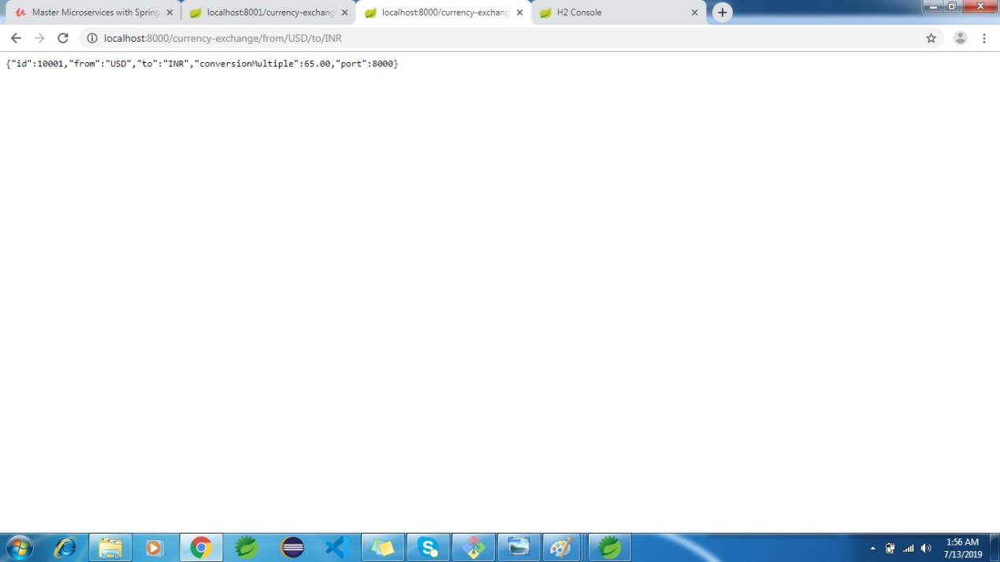 Master Microservices with Spring
localhost:8001/currency-exchang
localhost:8000/currency-exchang
H2 Console
localhost:8000/currency-exchange/from/USD/to/INR
{"id":10001,"from":"USD","to":"INR","conversionMultiple":65.00,"port":8000}
1:56 AM
7/13/2019